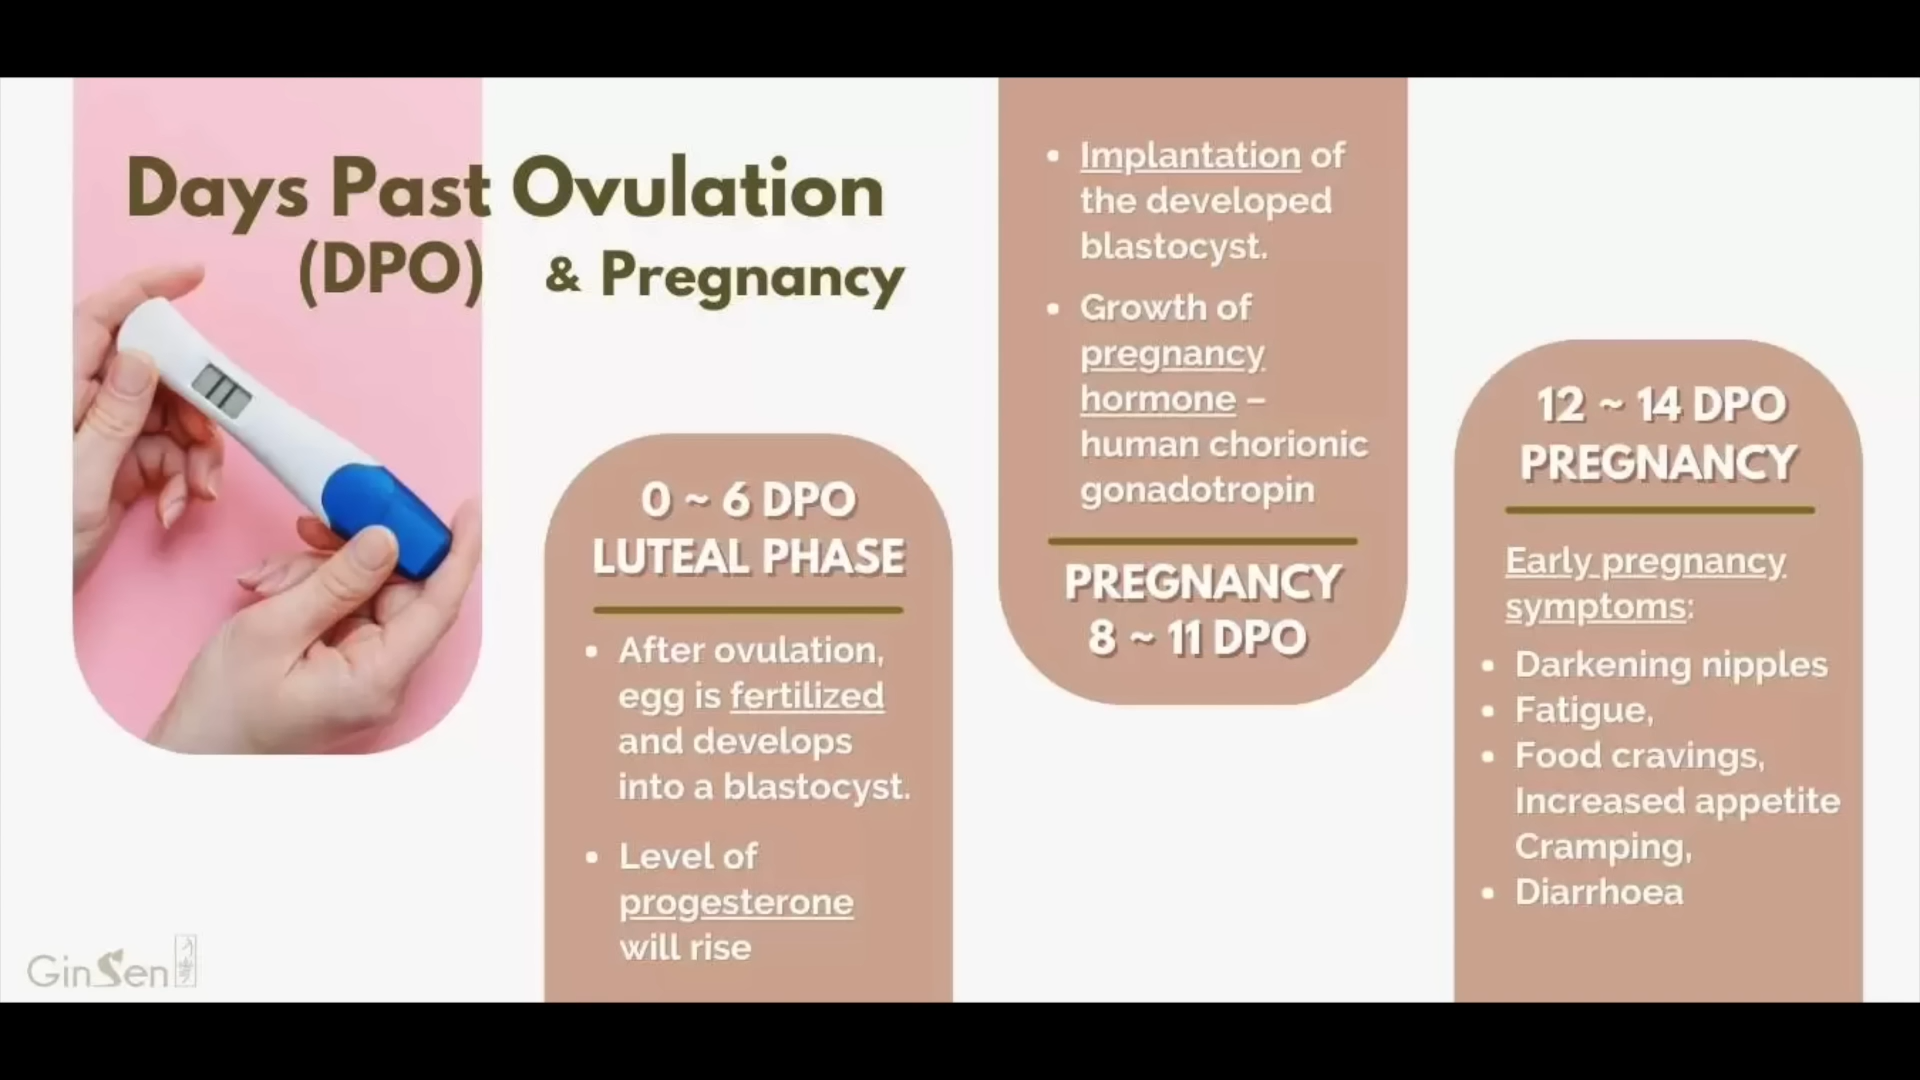 Days Past Ovulation
(DPO) & Pregnancy
0 ~ 6 DPO
LUTEAL PHASE
• After ovulation,
egg is fertilized
and develops
into a blastocyst.
• Level of
progesterone
will rise
• Implantation of
the developed
blastocyst.
• Growth of
pregnancy
hormone –
human chorionic
gonadotropin
PREGNANCY
8 ~ 11 DPO
12 ~ 14 DPO
PREGNANCY
Early pregnancy
symptoms:
• Darkening nipples
• Fatigue,
• Food cravings,
Increased appetite
Cramping,
• Diarrhoea
GinSen